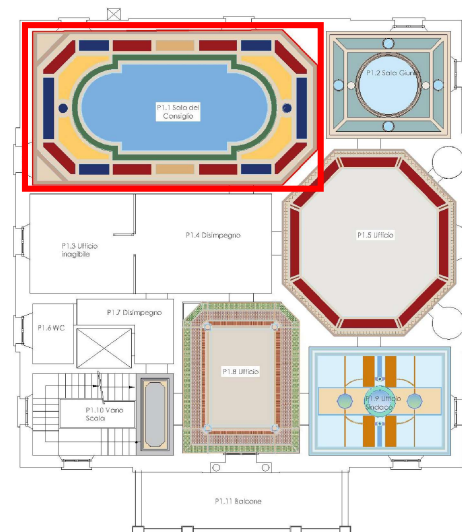 P1.1 Sala del
Consiglio
P1.2 Sala Giunta
P1.3 Ufficio
inagibile
P1.4 Disimpegno
P1.5 Ufficio
P1.6 WC
P1.7 Disimpegno
P1.8 Ufficio
P1.9 Ufficio
Sindaco
P1.10 Vano
Scala
P1.11 Balcone